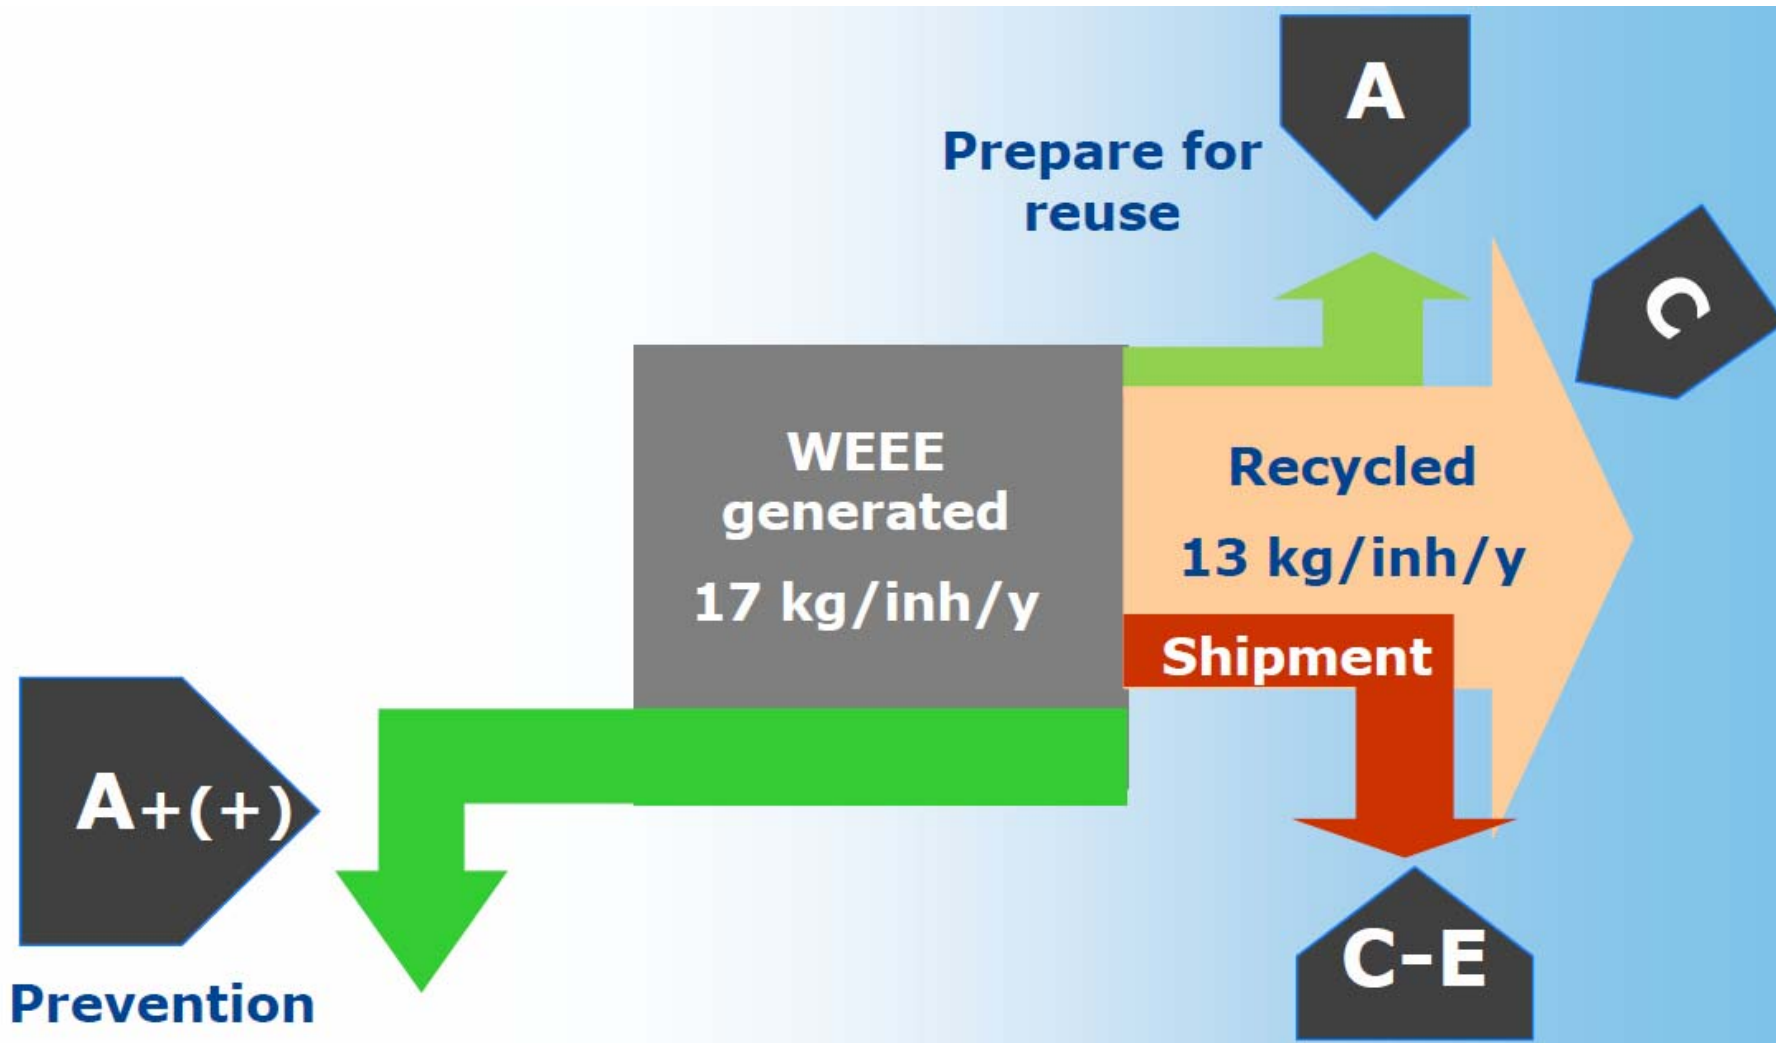 A
Prepare for
reuse
C
WEEE
generated
17 kg/inh/y
Recycled
13 kg/inh/y
Shipment
A+(+)
Prevention
C–E